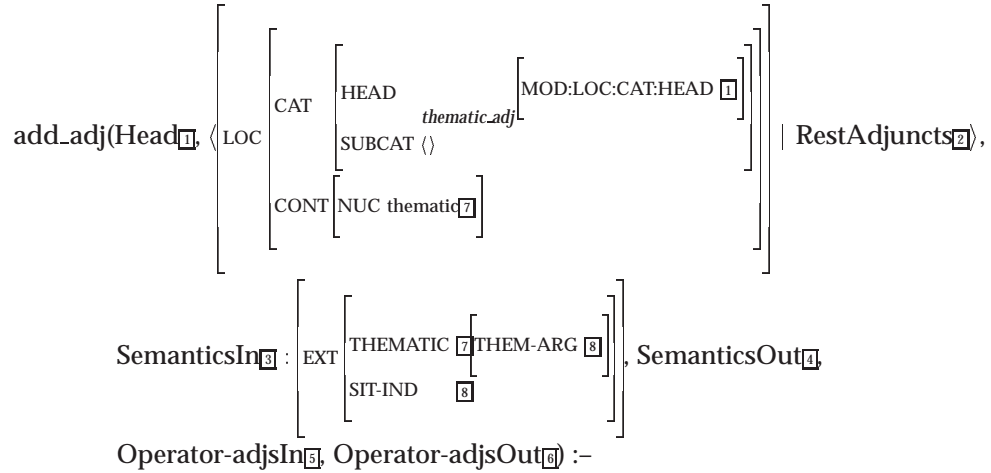 MOD:LOC:CAT:HEAD 1
HEAD
CAT
thematic_adj
SUBCAT ⟨⟩
add_adj(Head1, ⟨ LOC | RestAdjuncts2⟩,
CONT NUC thematic7
THEMATIC 7 THEM-ARG 8
SemanticsIn3 : EXT , SemanticsOut4,
SIT-IND 8
Operator-adjsIn5, Operator-adjsOut6) :–